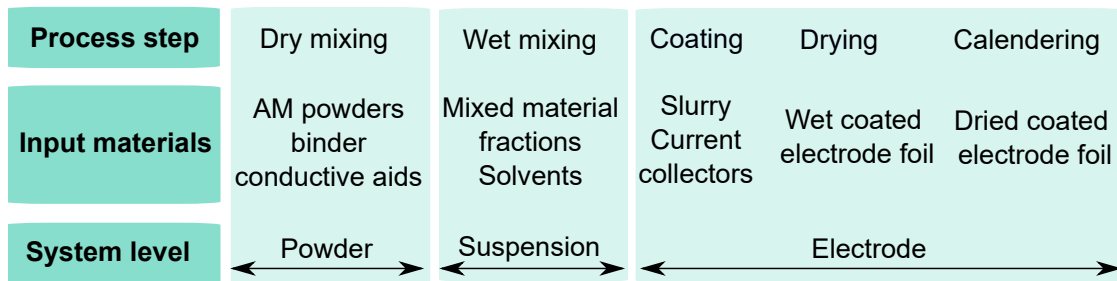 Process step
Dry mixing
Wet mixing
Coating
Drying
Calendering
Input materials
AM powders
binder
conductive aids
Mixed material
fractions
Solvents
Slurry
Current
collectors
Wet coated
electrode foil
Dried coated
electrode foil
System level
Powder
Suspension
Electrode